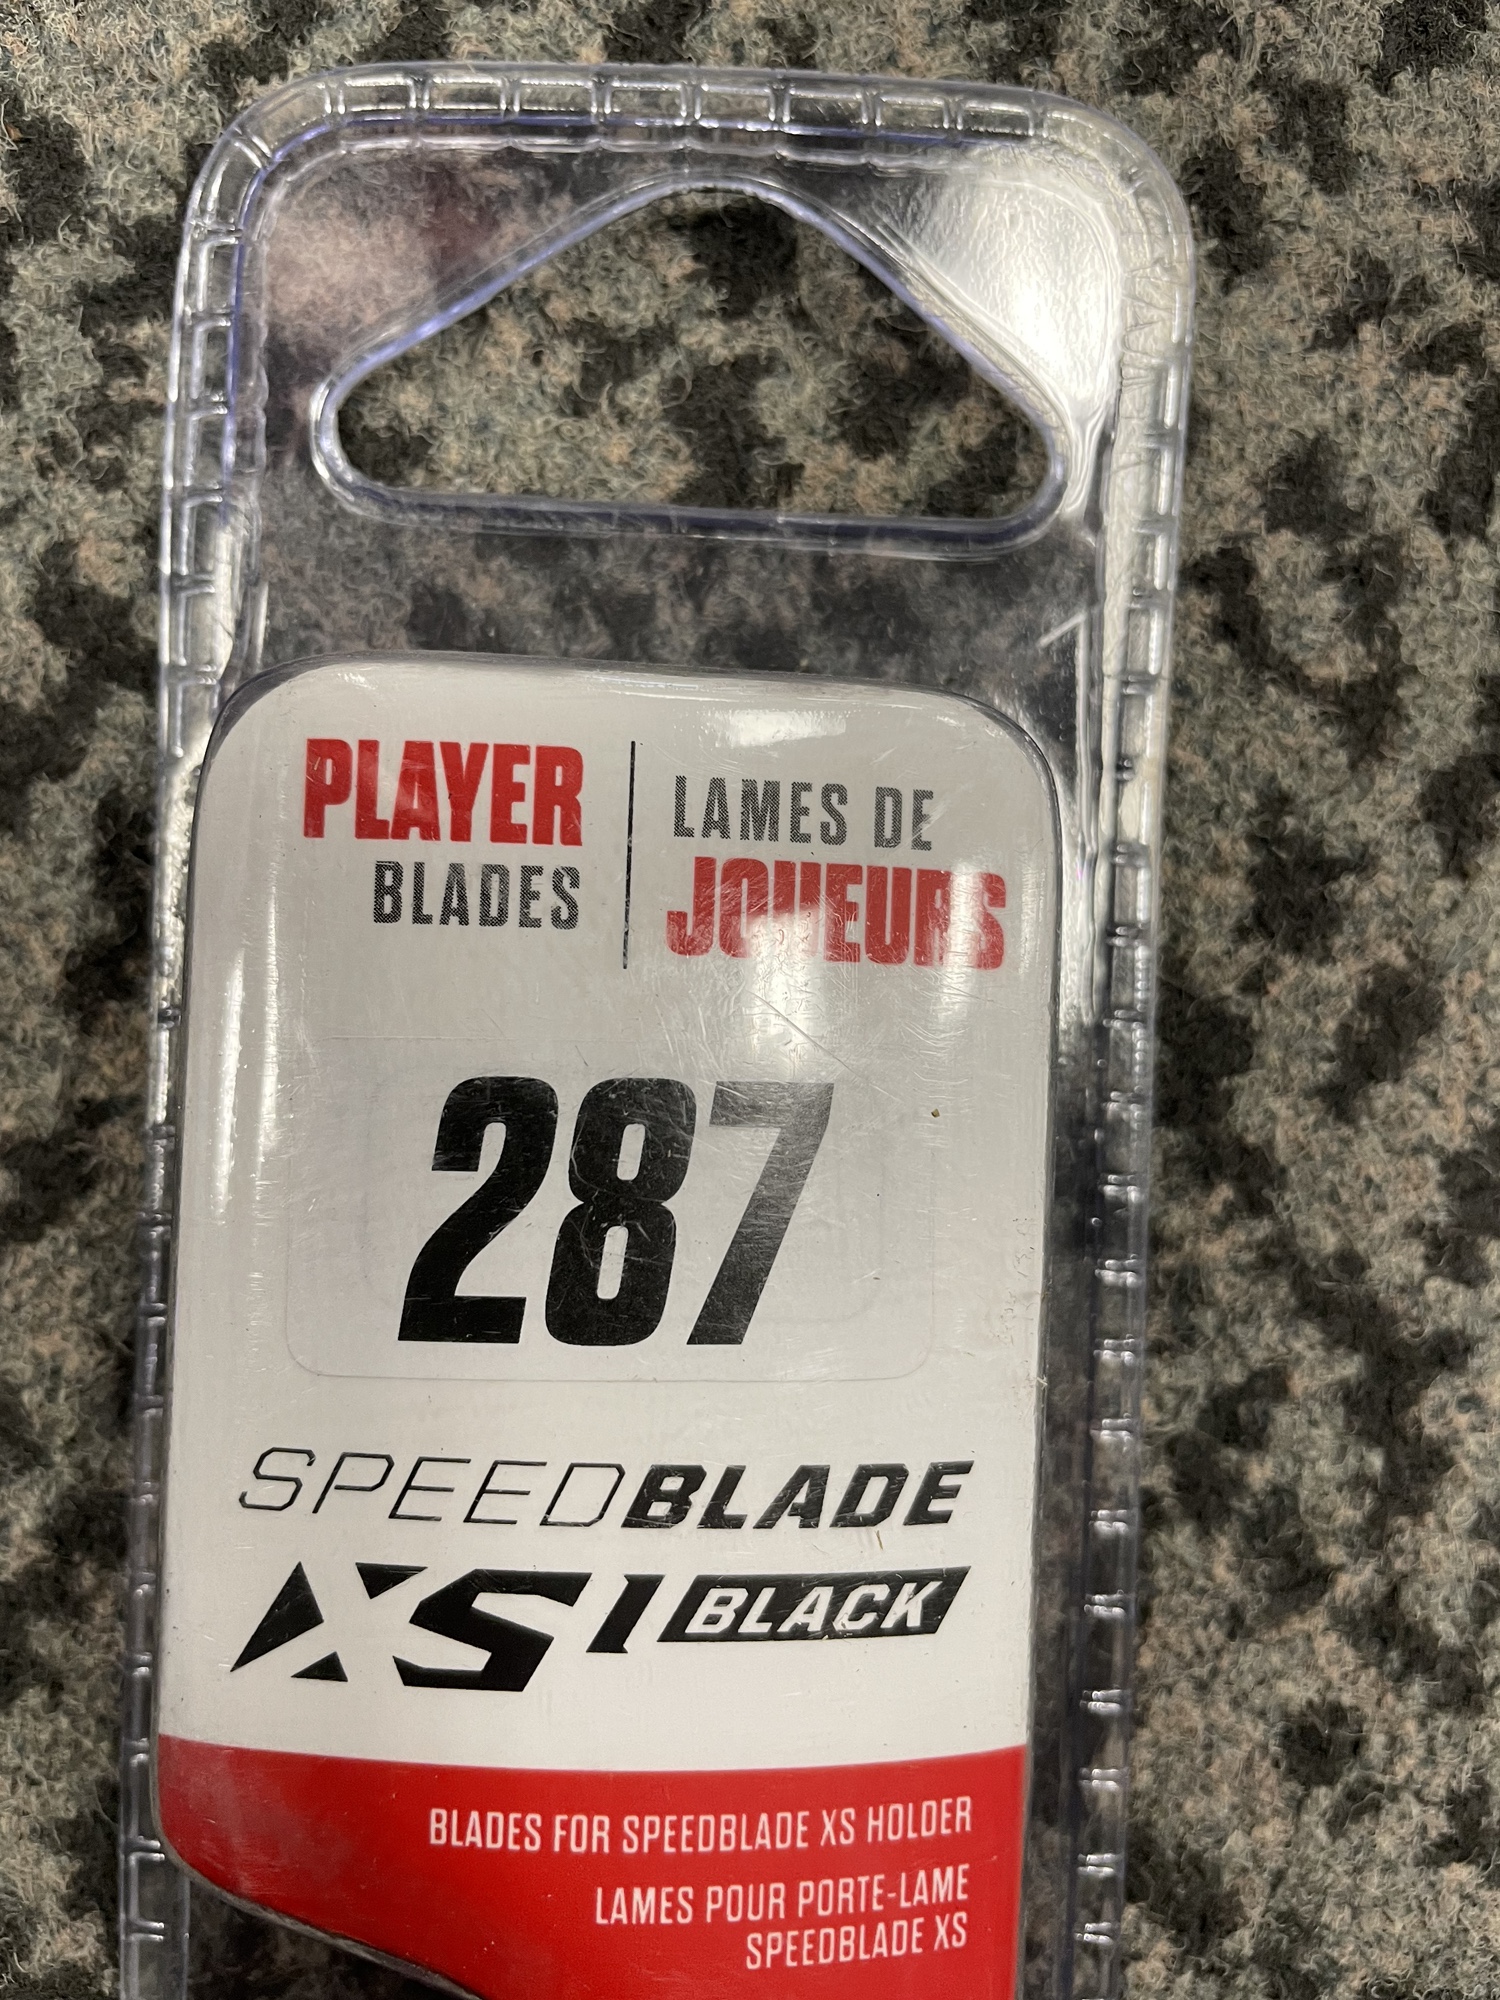 PLAYER
BLADES
LAMES DE
JOUEURS
287
SPEEDBLADE
XS1 BLACK
BLADES FOR SPEEDBLADE XS HOLDER
LAMES POUR PORTE-LAME
SPEEDBLADE XS